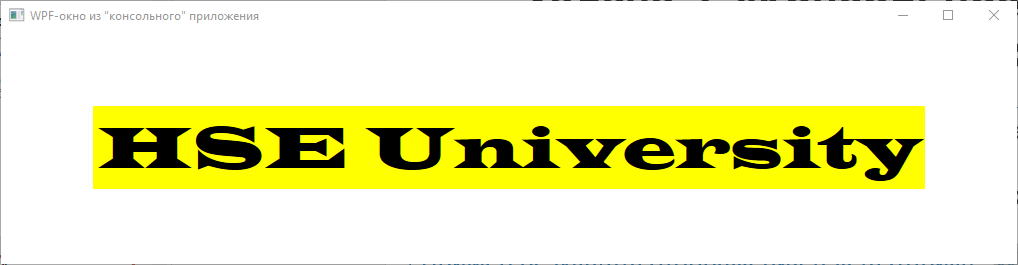 WPF-окно из "консольного" приложения
HSE University